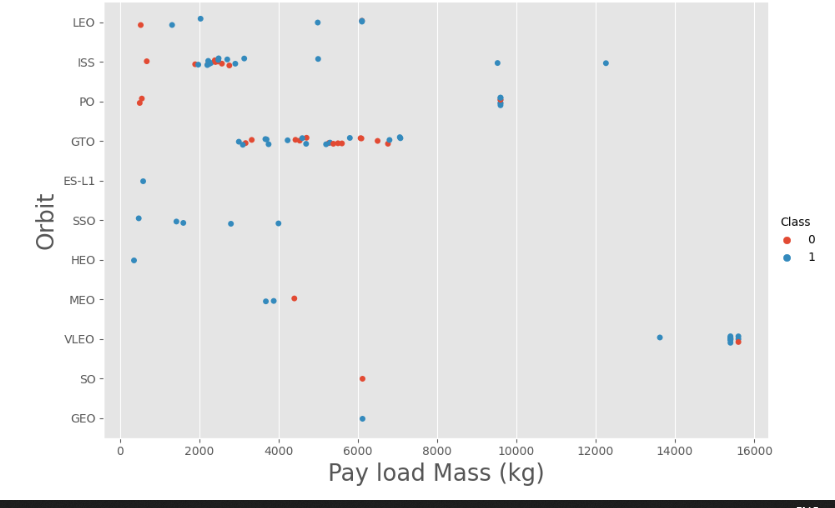 LEO
ISS
PO
GTO
ES-L1
SSO
HEO
MEO
VLEO
SO
GEO
Orbit
0 2000 4000 6000 8000 10000 12000 14000 16000
Pay load Mass (kg)
Class
0
1